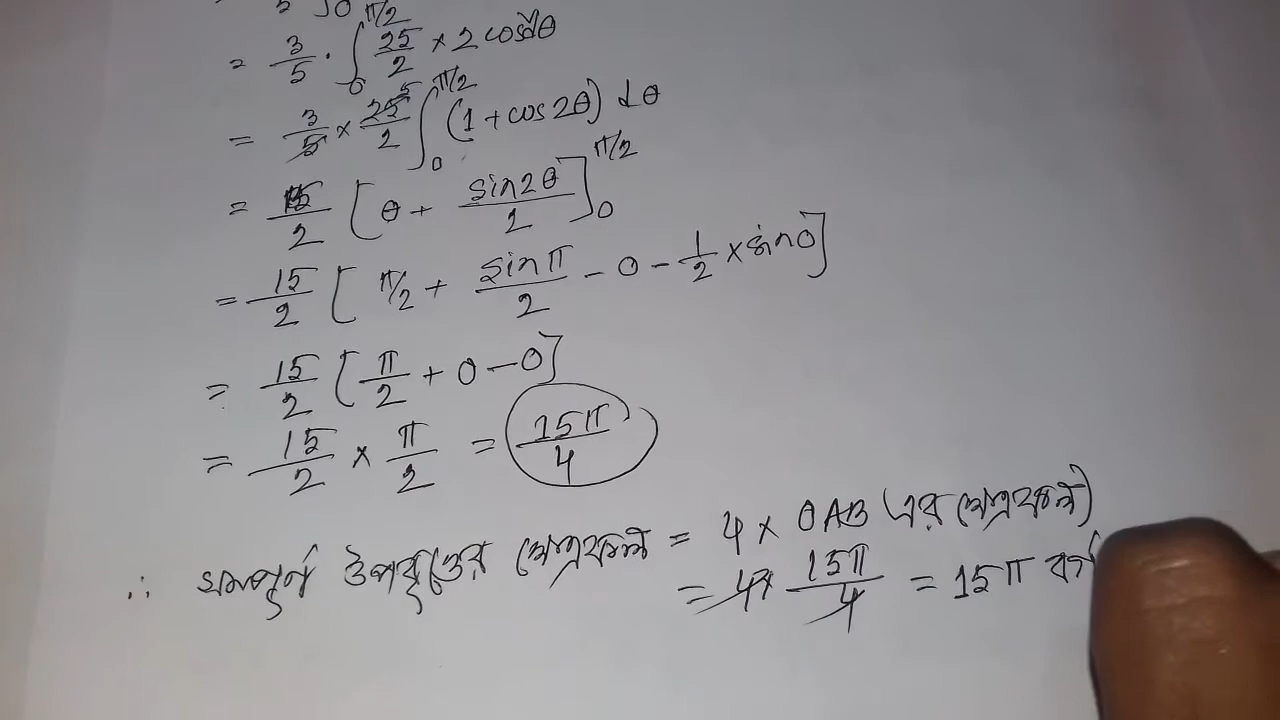 = 3/5 · ∫₀^π/2 25/2 × 2 cos²θ dθ
= 3/5 × 25/2 ∫₀^π/2 (1 + cos 2θ) dθ
= 15/2 [θ + sin2θ/2]₀^π/2
= 15/2 [π/2 + sinπ/2 − 0 − 1/2 × sin0]
= 15/2 [π/2 + 0 − 0]
= 15/2 × π/2 = 15π/4
∴ সম্পূর্ণ উপবৃত্তের ক্ষেত্রফল = 4 × OAB এর ক্ষেত্রফল)
= 4 × 15π/4 = 15π বর্গ